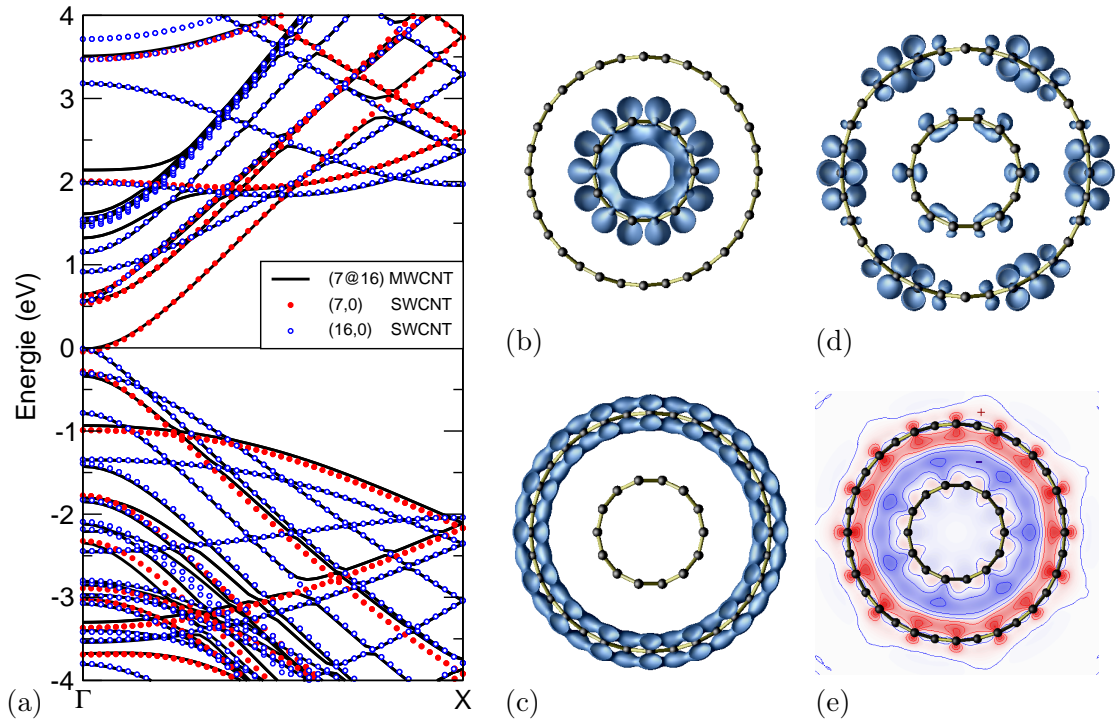 4
3
2
1
0
-1
-2
-3
-4
Energie (eV)
(7@16) MWCNT
(7,0) SWCNT
(16,0) SWCNT
Γ
X
(a)
(b)
(d)
(c)
+
-
(e)